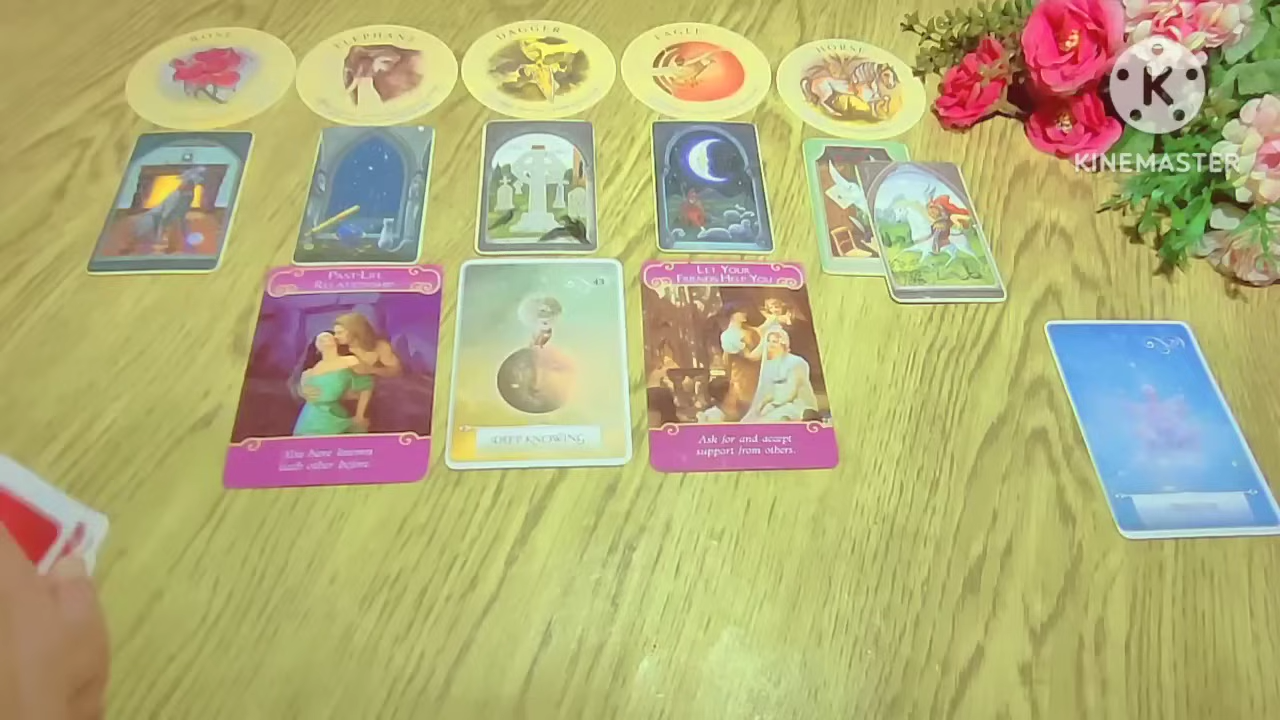 ROSE
ELEPHANT
DAGGER
EAGLE
HORSE
K
KINEMASTER
PAST-LIFE
RELATIONSHIP
You have known
each other before.
43
DEEP KNOWING
LET YOUR
FRIENDS HELP YOU
Ask for and accept
support from others.